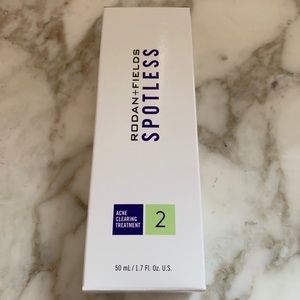 RODAN+FIELDS
SPOTLESS
ACNE
CLEARING
TREATMENT
2
50 mL / 1.7 Fl. Oz. U.S.